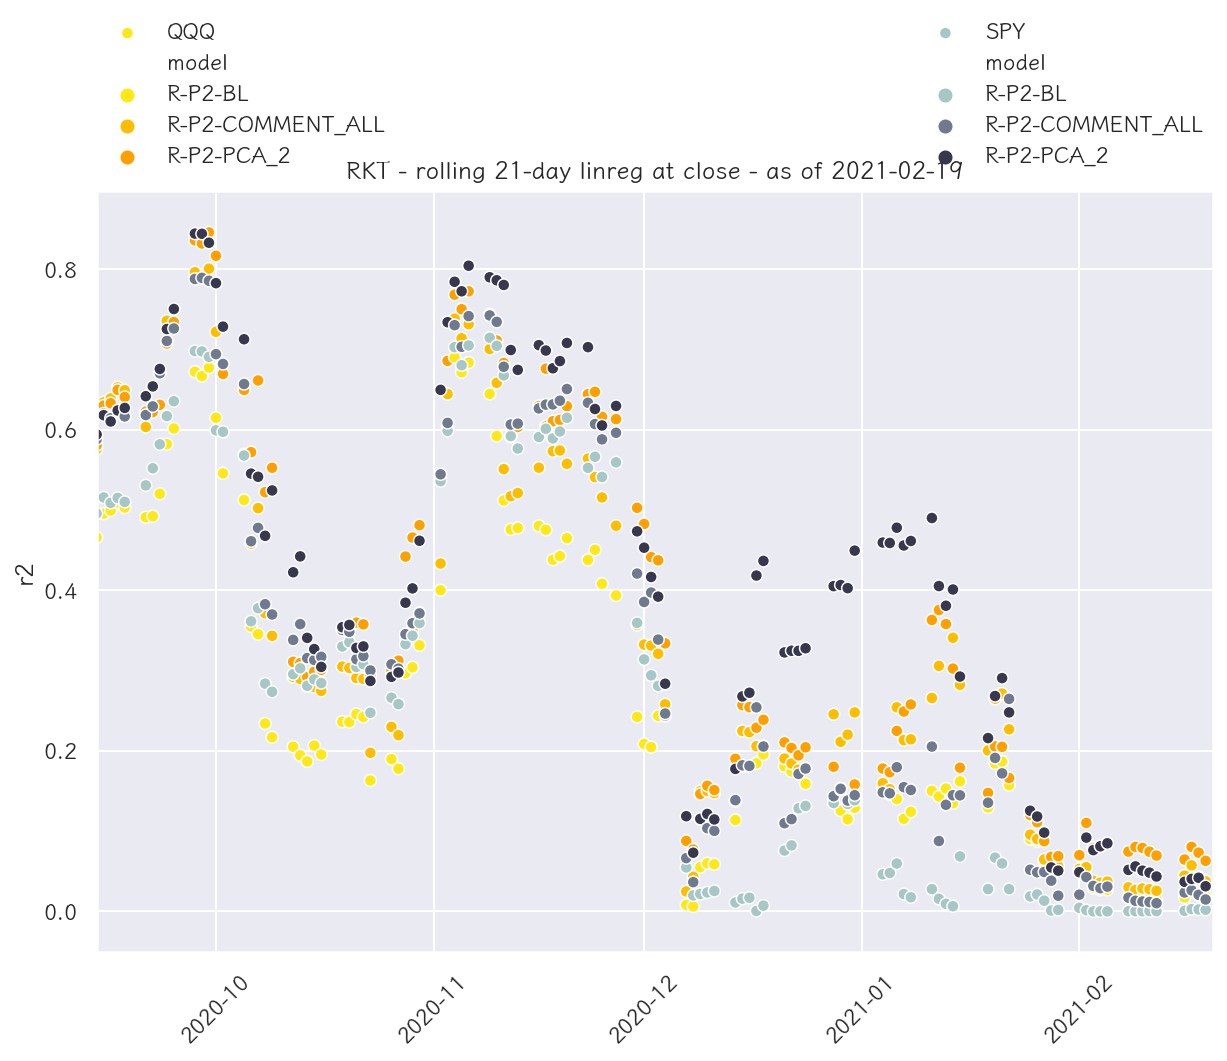 QQQ
model
R-P2-BL
R-P2-COMMENT_ALL
R-P2-PCA_2
SPY
model
R-P2-BL
R-P2-COMMENT_ALL
R-P2-PCA_2
RKT - rolling 21-day linreg at close - as of 2021-02-19
r2
0.8
0.6
0.4
0.2
0.0
2020-10
2020-11
2020-12
2021-01
2021-02